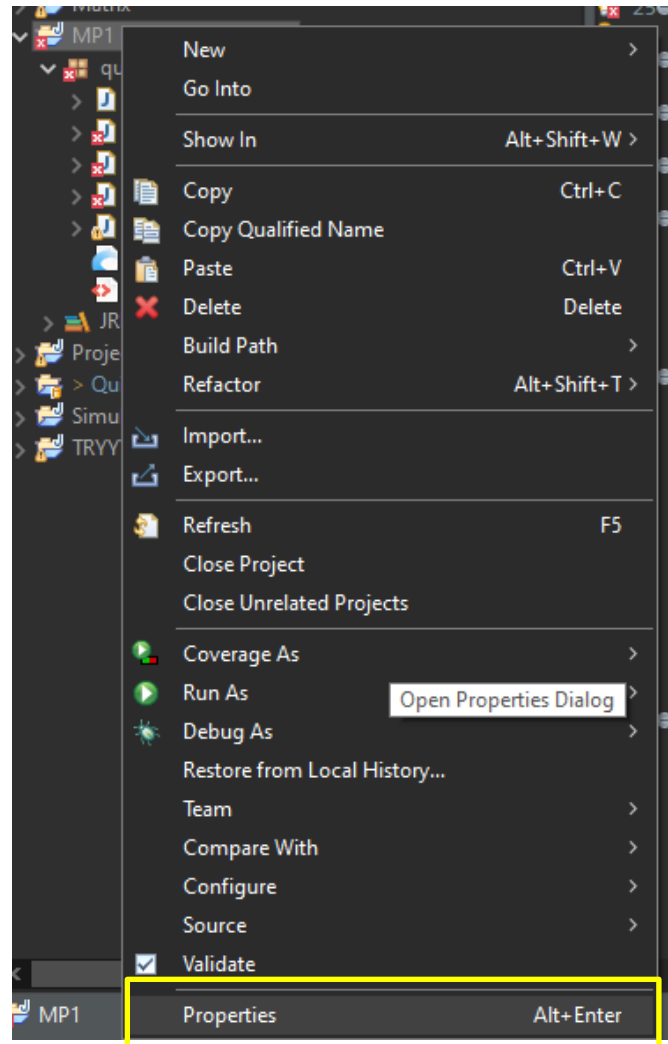 Matrix
250
MP1
New
qu
Go Into
Show In Alt+Shift+W >
Copy Ctrl+C
Copy Qualified Name
Paste Ctrl+V
Delete Delete
JR
Build Path
Proje
> Qu
Refactor Alt+Shift+T >
Simu
Import...
TRYY
Export...
Refresh F5
Close Project
Close Unrelated Projects
Coverage As
Run As
Open Properties Dialog
Debug As
Restore from Local History...
Team
Compare With
Configure
Source
Validate
MP1
Properties Alt+Enter